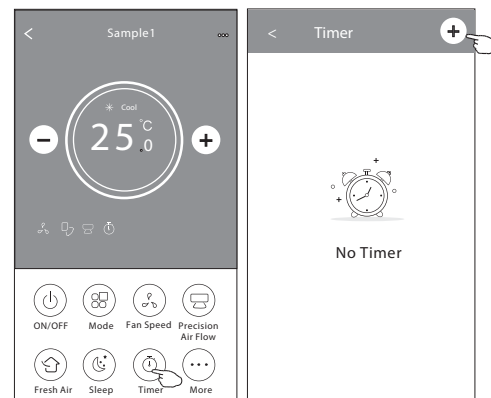 Sample1
Cool
25.0 °C
ON/OFF
Mode
Fan Speed
Precision
Air Flow
Fresh Air
Sleep
Timer
More
Timer
No Timer